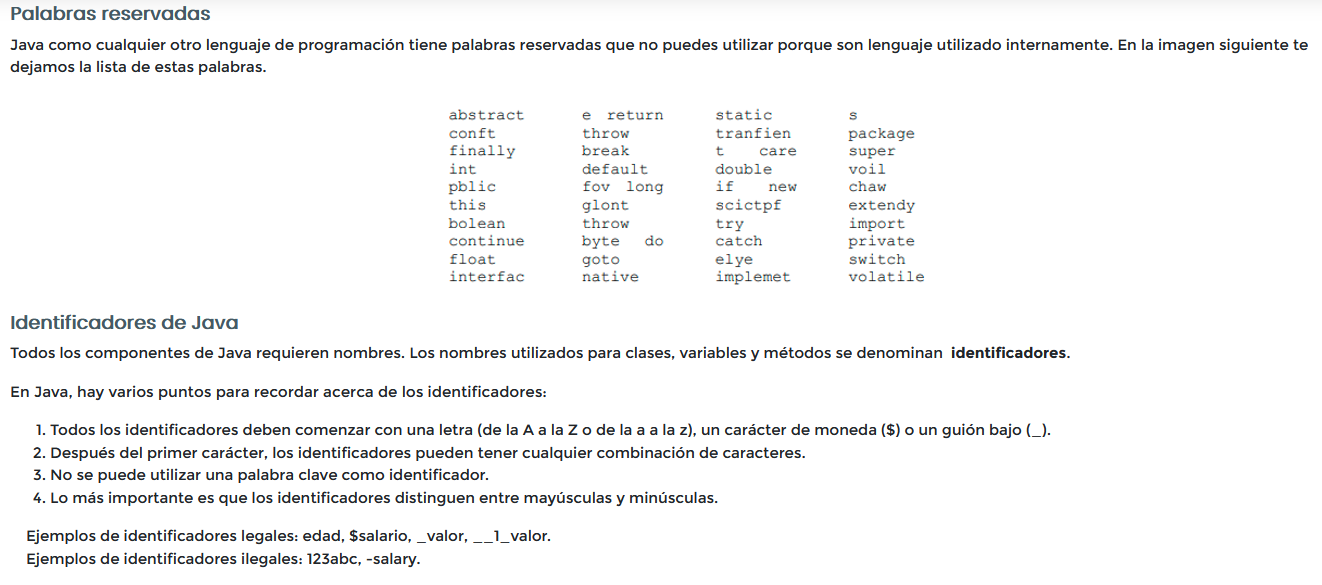 Palabras reservadas
Java como cualquier otro lenguaje de programación tiene palabras reservadas que no puedes utilizar porque son lenguaje utilizado internamente. En la imagen siguiente te
dejamos la lista de estas palabras.
abstract e return static s
conft throw tranfien package
finally break t care super
int default double voil
pblic fov long if new chaw
this glont scictpf extendy
bolean throw try import
continue byte do catch private
float goto elye switch
interfac native implemet volatile
Identificadores de Java
Todos los componentes de Java requieren nombres. Los nombres utilizados para clases, variables y métodos se denominan identificadores.
En Java, hay varios puntos para recordar acerca de los identificadores:
1. Todos los identificadores deben comenzar con una letra (de la A a la Z o de la a a la z), un carácter de moneda ($) o un guión bajo (_).
2. Después del primer carácter, los identificadores pueden tener cualquier combinación de caracteres.
3. No se puede utilizar una palabra clave como identificador.
4. Lo más importante es que los identificadores distinguen entre mayúsculas y minúsculas.
Ejemplos de identificadores legales: edad, $salario, _valor, __1_valor.
Ejemplos de identificadores ilegales: 123abc, -salary.